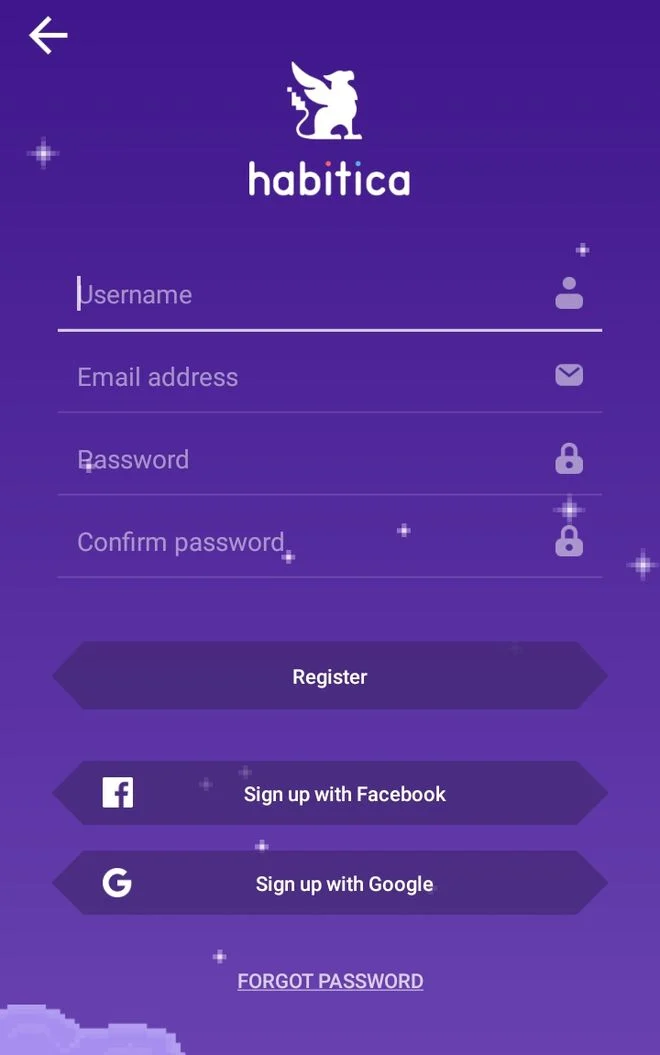 habitica
Username
Email address
Password
Confirm password
Register
Sign up with Facebook
Sign up with Google
FORGOT PASSWORD